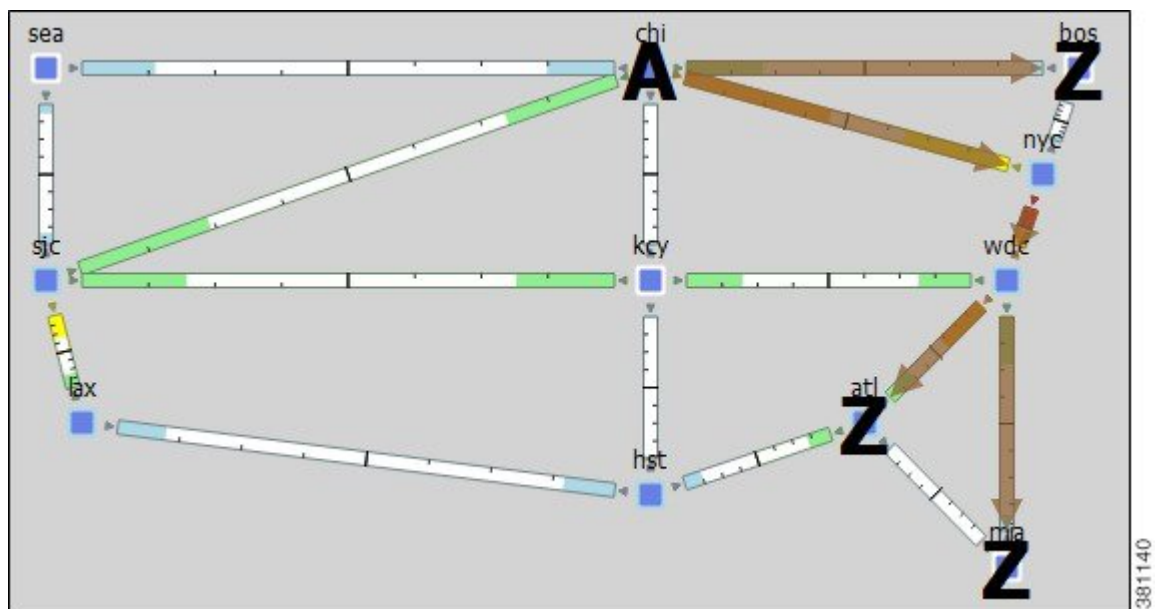 sea
chi
bos
A
Z
nyc
sjc
kcy
wdc
lax
atl
Z
hst
mia
Z
381140